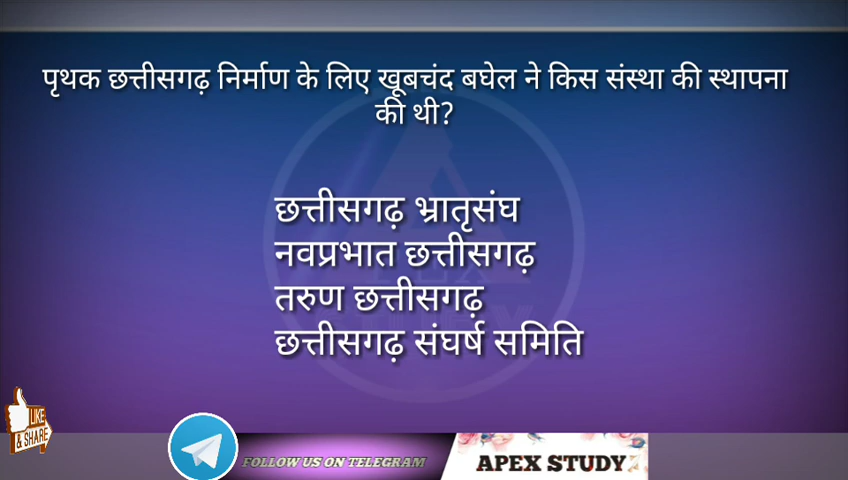 पृथक छत्तीसगढ़ निर्माण के लिए खूबचंद बघेल ने किस संस्था की स्थापना
की थी?
छत्तीसगढ़ भ्रातृसंघ
नवप्रभात छत्तीसगढ़
तरुण छत्तीसगढ़
छत्तीसगढ़ संघर्ष समिति
LIKE
& SHARE
FOLLOW US ON TELEGRAM
APEX STUDY